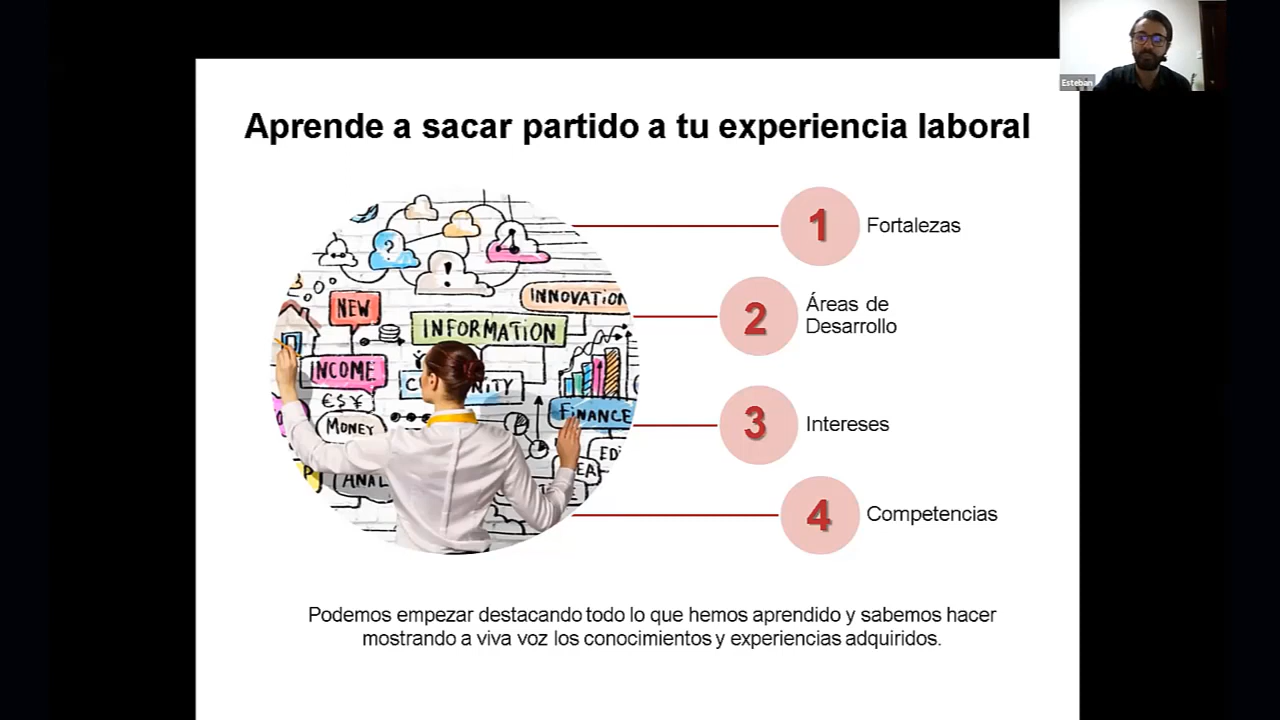 Esteban
Aprende a sacar partido a tu experiencia laboral
1 Fortalezas
2 Áreas de
Desarrollo
3 Intereses
4 Competencias
NEW
INNOVATION
INFORMATION
INCOME
€$¥
MONEY
FINANCE
?
!
Podemos empezar destacando todo lo que hemos aprendido y sabemos hacer
mostrando a viva voz los conocimientos y experiencias adquiridos.